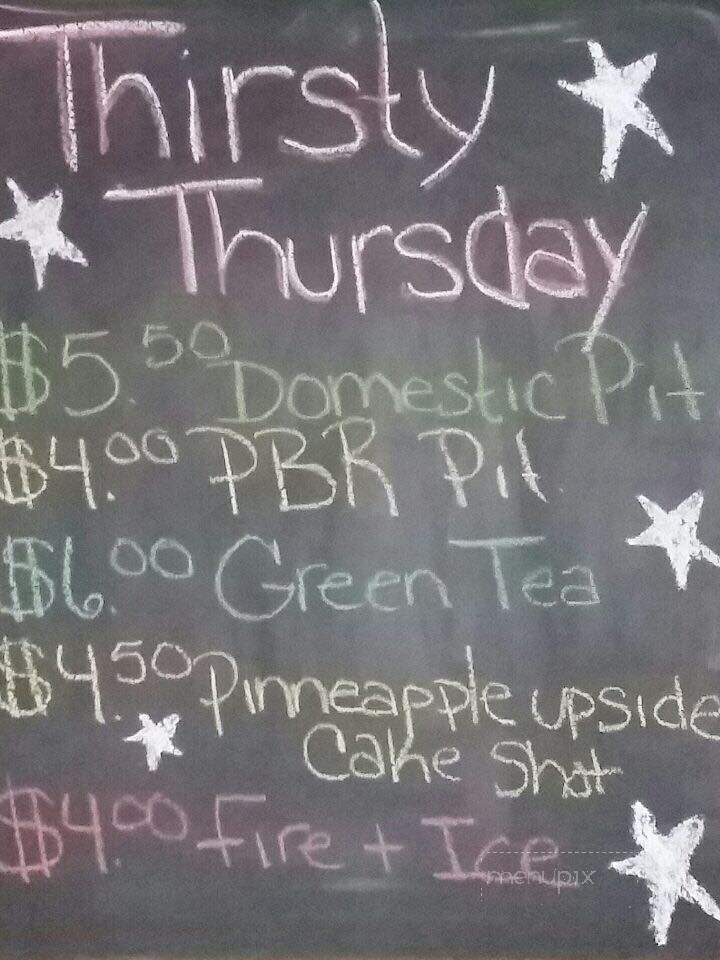 Thirsty
Thursday
$5.50 Domestic Pit
$4.00 PBR Pit
$6.00 Green Tea
$4.50 Pinneapple upside
Cake Shot
$4.00 Fire + Ice
menupix